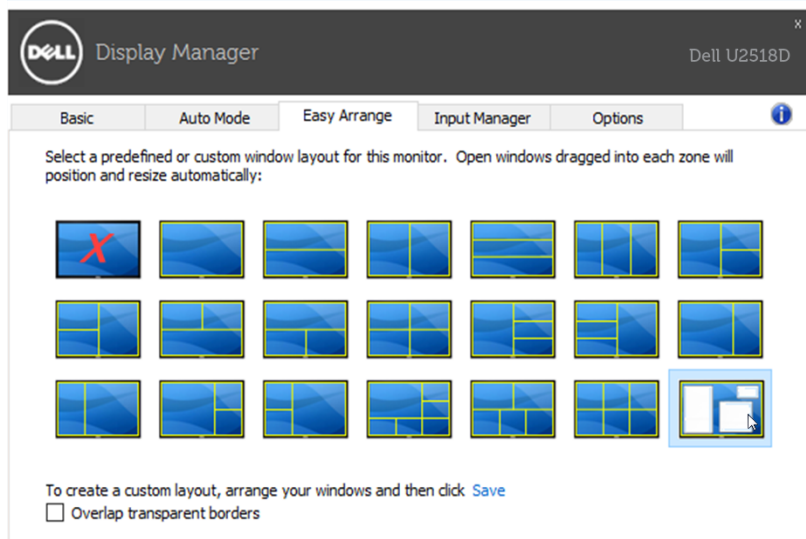 x
DELL Display Manager
Dell U2518D
Basic Auto Mode Easy Arrange Input Manager Options i
Select a predefined or custom window layout for this monitor. Open windows dragged into each zone will
position and resize automatically:
X
To create a custom layout, arrange your windows and then click Save
Overlap transparent borders